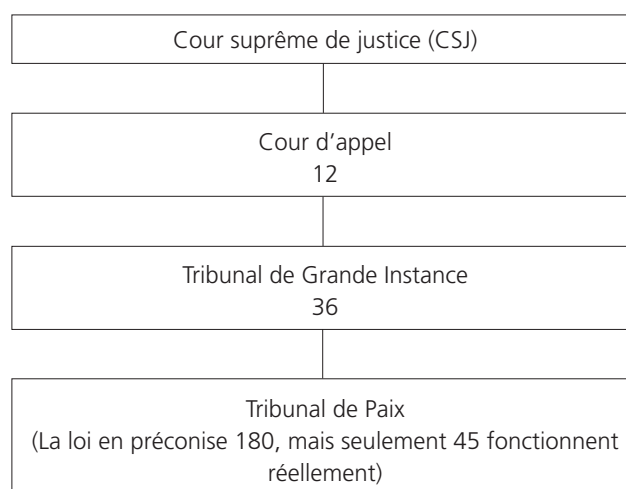 Cour suprême de justice (CSJ)
Cour d'appel
12
Tribunal de Grande Instance
36
Tribunal de Paix
(La loi en préconise 180, mais seulement 45 fonctionnent
réellement)